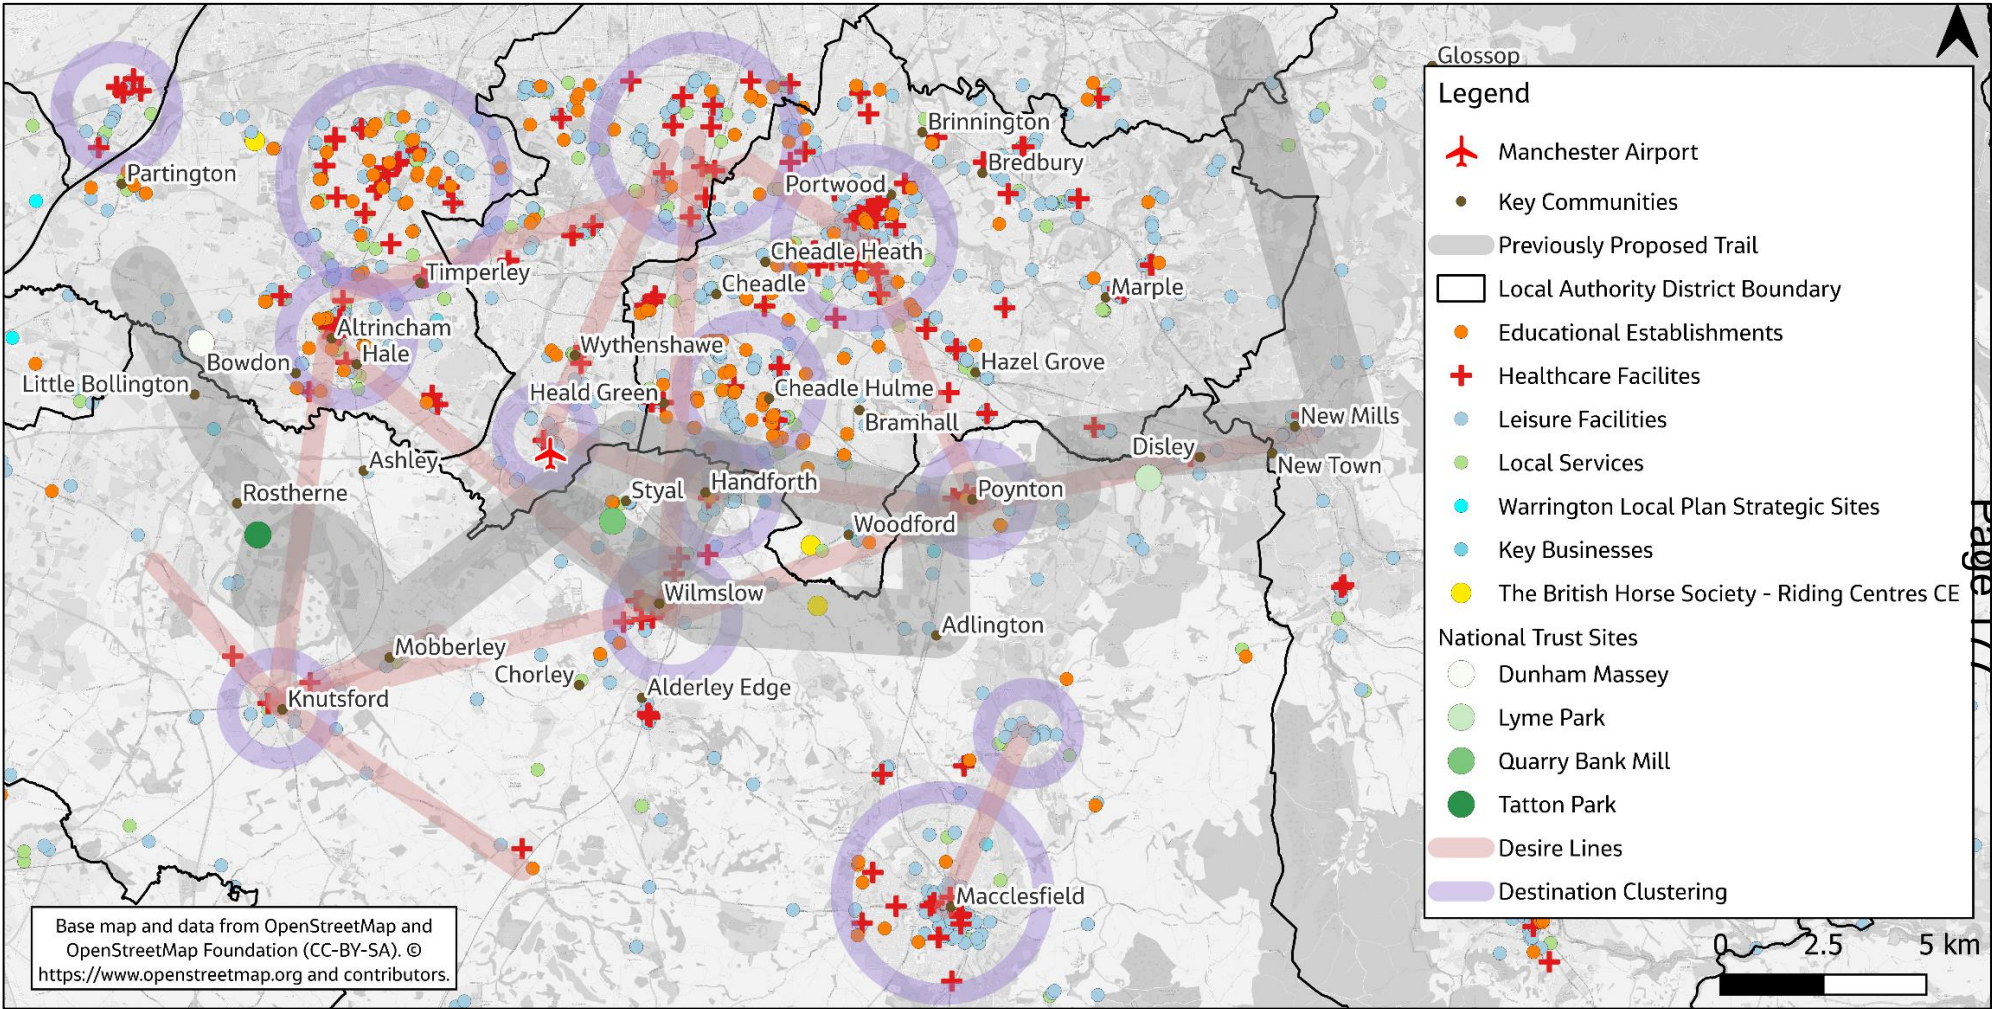 Glossop
Legend
Manchester Airport
Key Communities
Previously Proposed Trail
Local Authority District Boundary
Educational Establishments
Healthcare Facilites
Leisure Facilities
Local Services
Warrington Local Plan Strategic Sites
Key Businesses
The British Horse Society - Riding Centres CE
National Trust Sites
Dunham Massey
Lyme Park
Quarry Bank Mill
Tatton Park
Desire Lines
Destination Clustering
Brinnington
Bredbury
Partington
Portwood
Cheadle Heath
Timperley
Cheadle
Marple
Altrincham
Wythenshawe
Hale
Bowdon
Hazel Grove
Little Bollington
Heald Green
Cheadle Hulme
Bramhall
New Mills
Disley
Ashley
New Town
Rostherne
Styal
Handforth
Poynton
Woodford
Wilmslow
Adlington
Mobberley
Chorley
Alderley Edge
Knutsford
Macclesfield
Page 177
Base map and data from OpenStreetMap and
OpenStreetMap Foundation (CC-BY-SA). ©
https://www.openstreetmap.org and contributors.
0 2.5 5 km